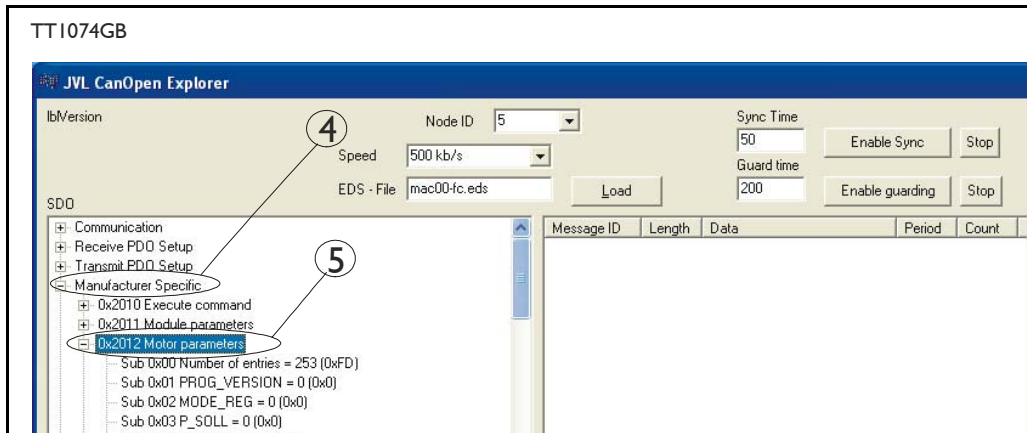 TT1074GB
JVL CanOpen Explorer
lblVersion
4
Node ID 5
Sync Time
50
Enable Sync Stop
Speed 500 kb/s
Guard time
EDS - File mac00-fc.eds Load
200
Enable guarding Stop
SDO
Communication
Receive PDO Setup
Transmit PDO Setup
5
Manufacturer Specific
0x2010 Execute command
0x2011 Module parameters
0x2012 Motor parameters
Sub 0x00 Number of entries = 253 (0xFD)
Sub 0x01 PROG_VERSION = 0 (0x0)
Sub 0x02 MODE_REG = 0 (0x0)
Sub 0x03 P_SOLL = 0 (0x0)
Message ID Length Data Period Count